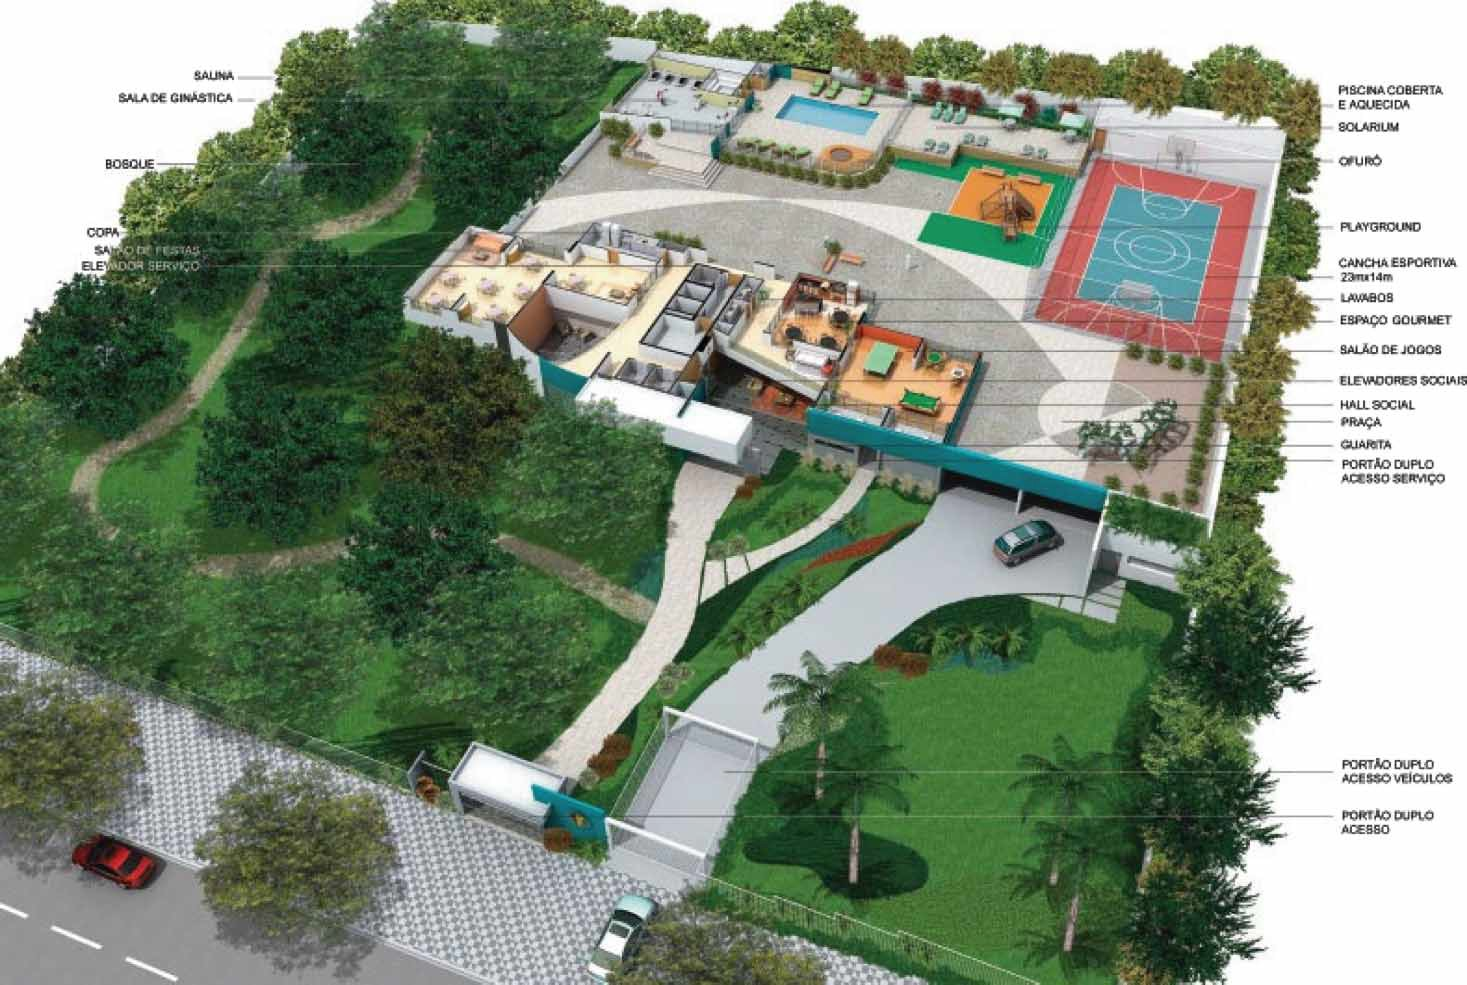 SAUNA
SALA DE GINÁSTICA
BOSQUE
COPA
SALÃO DE FESTAS
ELEVADOR SERVIÇO
PISCINA COBERTA
E AQUECIDA
SOLARIUM
OFURÔ
PLAYGROUND
CANCHA ESPORTIVA
23mx14m
LAVABOS
ESPAÇO GOURMET
SALÃO DE JOGOS
ELEVADORES SOCIAIS
HALL SOCIAL
PRAÇA
GUARITA
PORTÃO DUPLO
ACESSO SERVIÇO
PORTÃO DUPLO
ACESSO VEÍCULOS
PORTÃO DUPLO
ACESSO